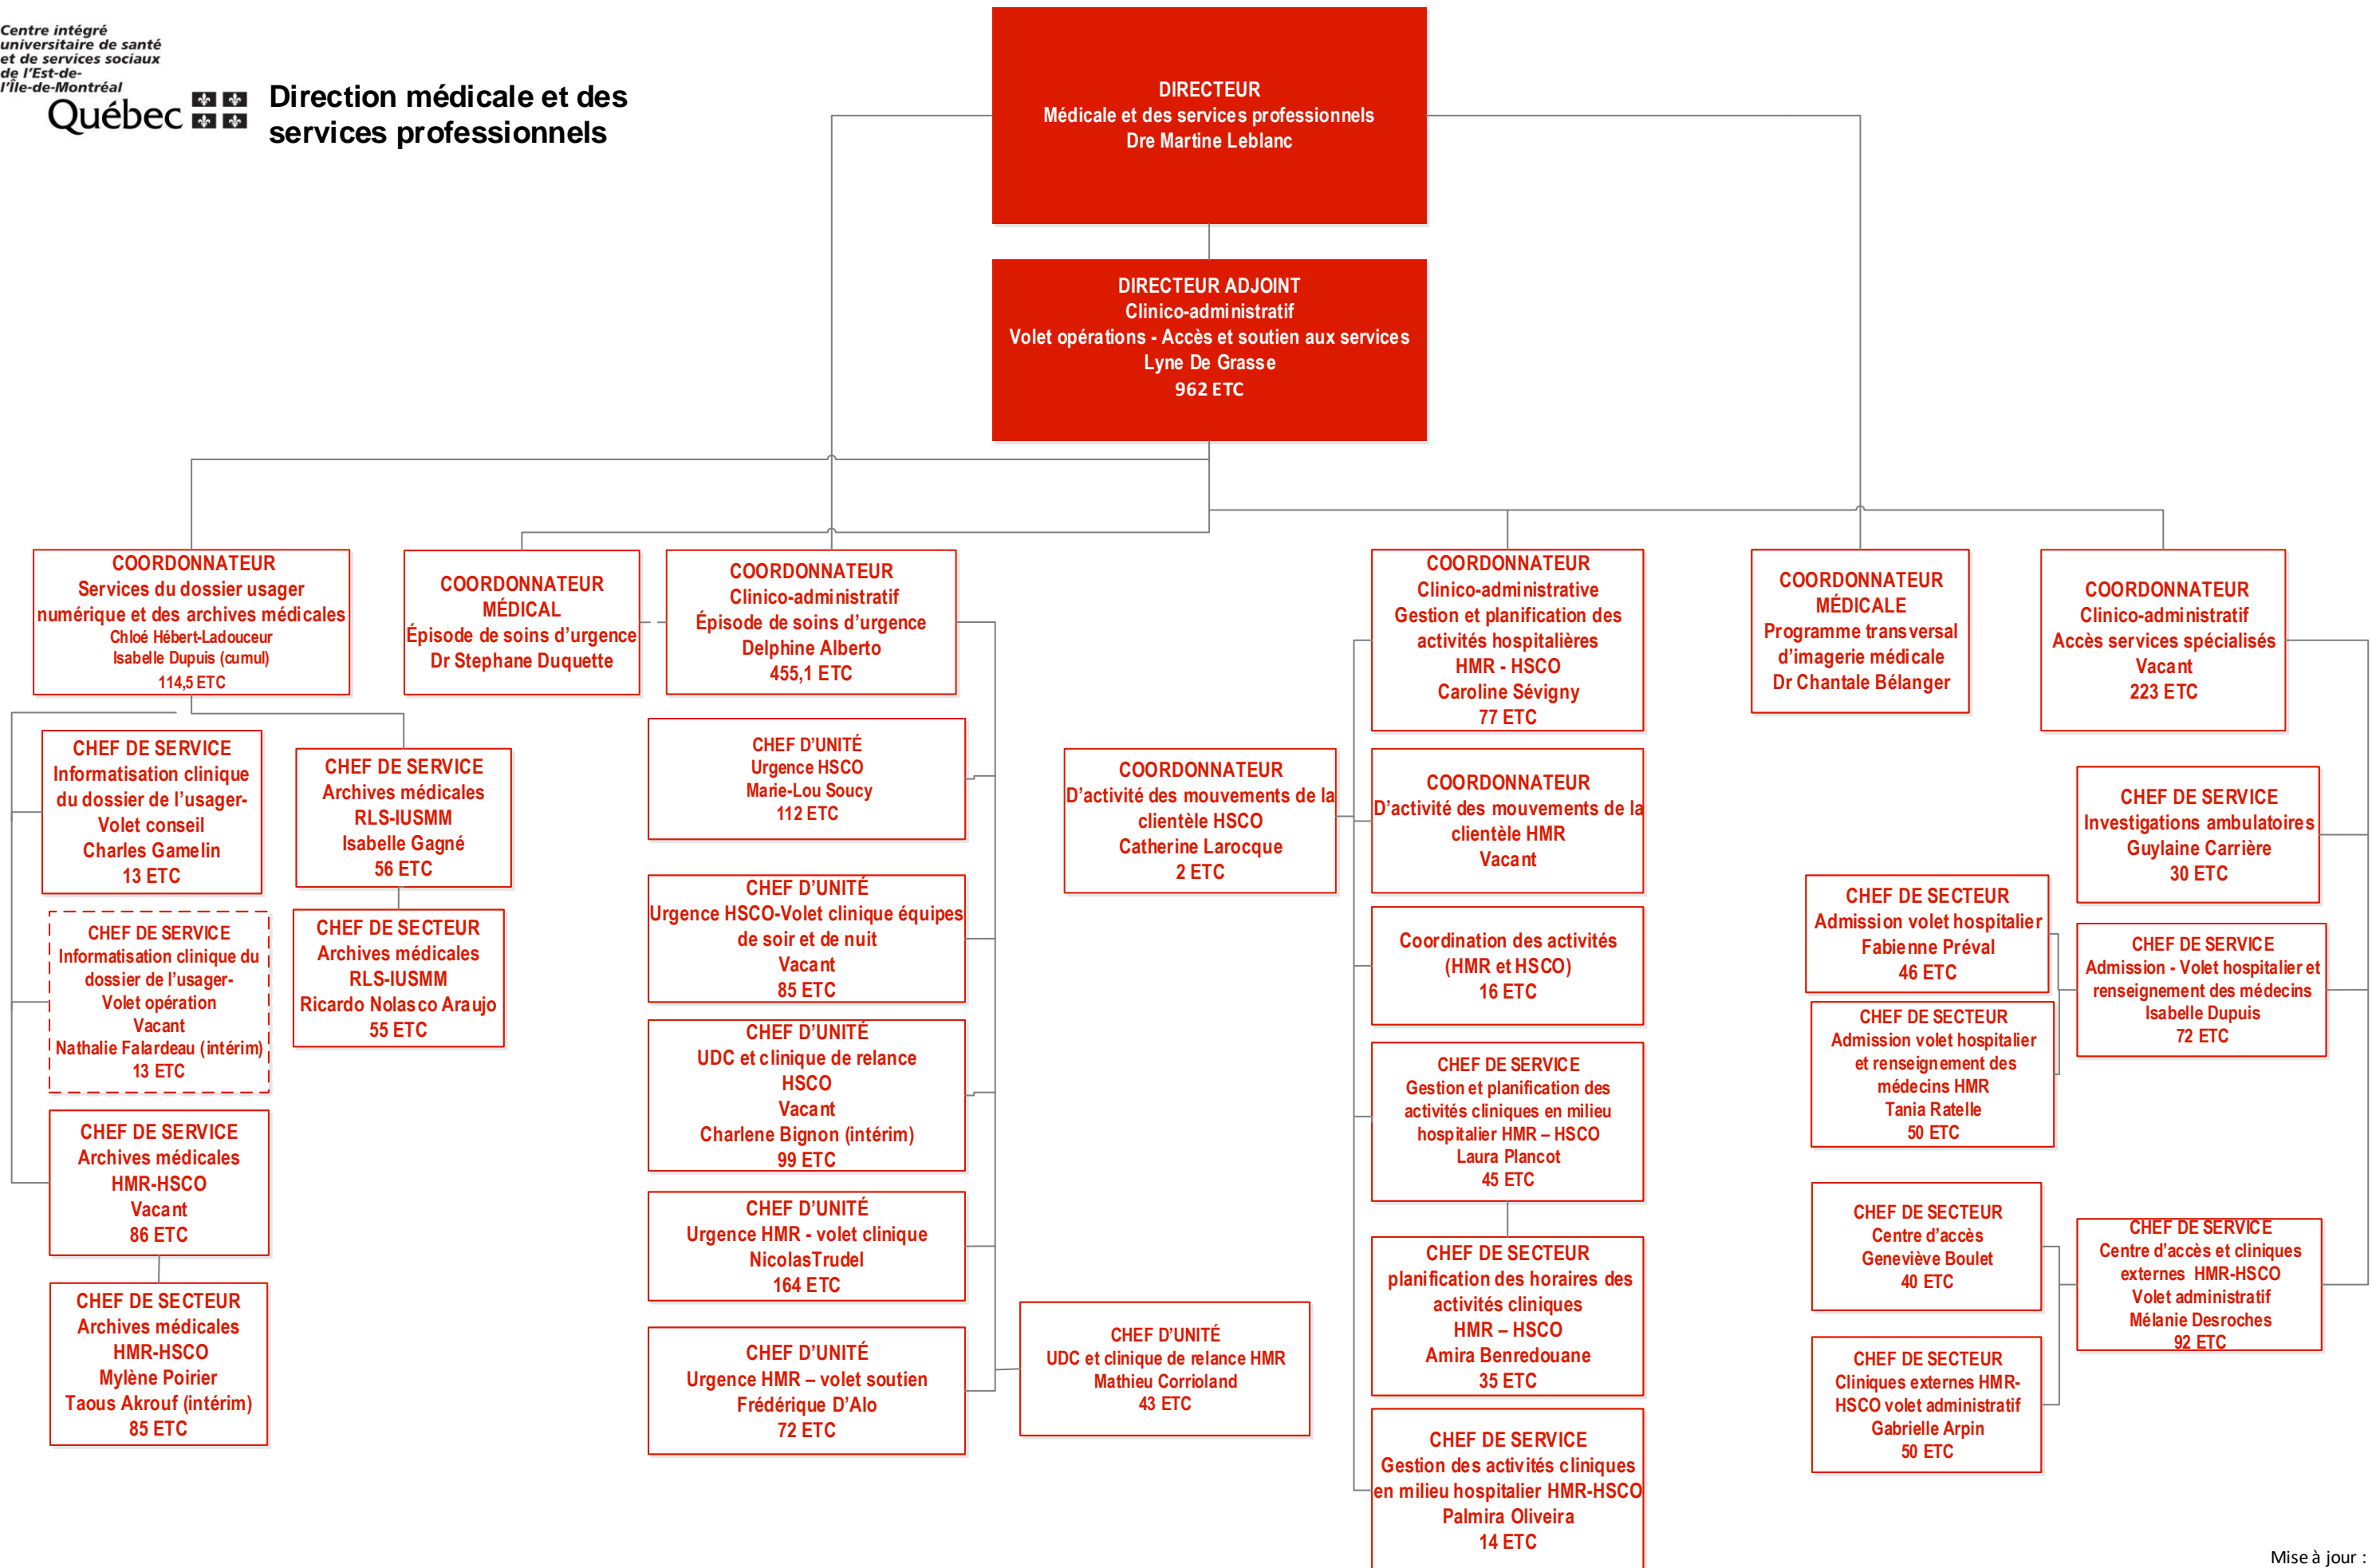 Centre intégré
universitaire de santé
et de services sociaux
de l'Est-de-
l'Île-de-Montréal
Québec
Direction médicale et des
services professionnels
DIRECTEUR
Médicale et des services professionnels
Dre Martine Leblanc
DIRECTEUR ADJOINT
Clinico-administratif
Volet opérations - Accès et soutien aux services
Lyne De Grasse
962 ETC
COORDONNATEUR
Services du dossier usager
numérique et des archives médicales
Chloé Hébert-Ladouceur
Isabelle Dupuis (cumul)
114,5 ETC
COORDONNATEUR
MÉDICAL
Épisode de soins d'urgence
Dr Stephane Duquette
COORDONNATEUR
Clinico-administratif
Épisode de soins d'urgence
Delphine Alberto
455,1 ETC
COORDONNATEUR
Clinico-administrative
Gestion et planification des
activités hospitalières
HMR - HSCO
Caroline Sévigny
77 ETC
COORDONNATEUR
MÉDICALE
Programme transversal
d'imagerie médicale
Dr Chantale Bélanger
COORDONNATEUR
Clinico-administratif
Accès services spécialisés
Vacant
223 ETC
CHEF DE SERVICE
Informatisation clinique
du dossier de l'usager-
Volet conseil
Charles Gamelin
13 ETC
CHEF DE SERVICE
Informatisation clinique du
dossier de l'usager-
Volet opération
Vacant
Nathalie Falardeau (intérim)
13 ETC
CHEF DE SERVICE
Archives médicales
HMR-HSCO
Vacant
86 ETC
CHEF DE SECTEUR
Archives médicales
HMR-HSCO
Mylène Poirier
Taous Akrouf (intérim)
85 ETC
CHEF DE SERVICE
Archives médicales
RLS-IUSMM
Isabelle Gagné
56 ETC
CHEF DE SECTEUR
Archives médicales
RLS-IUSMM
Ricardo Nolasco Araujo
55 ETC
CHEF D'UNITÉ
Urgence HSCO
Marie-Lou Soucy
112 ETC
CHEF D'UNITÉ
Urgence HSCO-Volet clinique équipes
de soir et de nuit
Vacant
85 ETC
CHEF D'UNITÉ
UDC et clinique de relance
HSCO
Vacant
Charlene Bignon (intérim)
99 ETC
CHEF D'UNITÉ
Urgence HMR - volet clinique
NicolasTrudel
164 ETC
CHEF D'UNITÉ
Urgence HMR – volet soutien
Frédérique D'Alo
72 ETC
CHEF D'UNITÉ
UDC et clinique de relance HMR
Mathieu Corrioland
43 ETC
COORDONNATEUR
D'activité des mouvements de la
clientèle HSCO
Catherine Larocque
2 ETC
COORDONNATEUR
D'activité des mouvements de la
clientèle HMR
Vacant
Coordination des activités
(HMR et HSCO)
16 ETC
CHEF DE SERVICE
Gestion et planification des
activités cliniques en milieu
hospitalier HMR – HSCO
Laura Plancot
45 ETC
CHEF DE SECTEUR
planification des horaires des
activités cliniques
HMR – HSCO
Amira Benredouane
35 ETC
CHEF DE SERVICE
Gestion des activités cliniques
en milieu hospitalier HMR-HSCO
Palmira Oliveira
14 ETC
CHEF DE SERVICE
Investigations ambulatoires
Guylaine Carrière
30 ETC
CHEF DE SECTEUR
Admission volet hospitalier
Fabienne Préval
46 ETC
CHEF DE SERVICE
Admission - Volet hospitalier et
renseignement des médecins
Isabelle Dupuis
72 ETC
CHEF DE SECTEUR
Admission volet hospitalier
et renseignement des
médecins HMR
Tania Ratelle
50 ETC
CHEF DE SECTEUR
Centre d'accès
Geneviève Boulet
40 ETC
CHEF DE SERVICE
Centre d'accès et cliniques
externes HMR-HSCO
Volet administratif
Mélanie Desroches
92 ETC
CHEF DE SECTEUR
Cliniques externes HMR-
HSCO volet administratif
Gabrielle Arpin
50 ETC
Mise à jour :